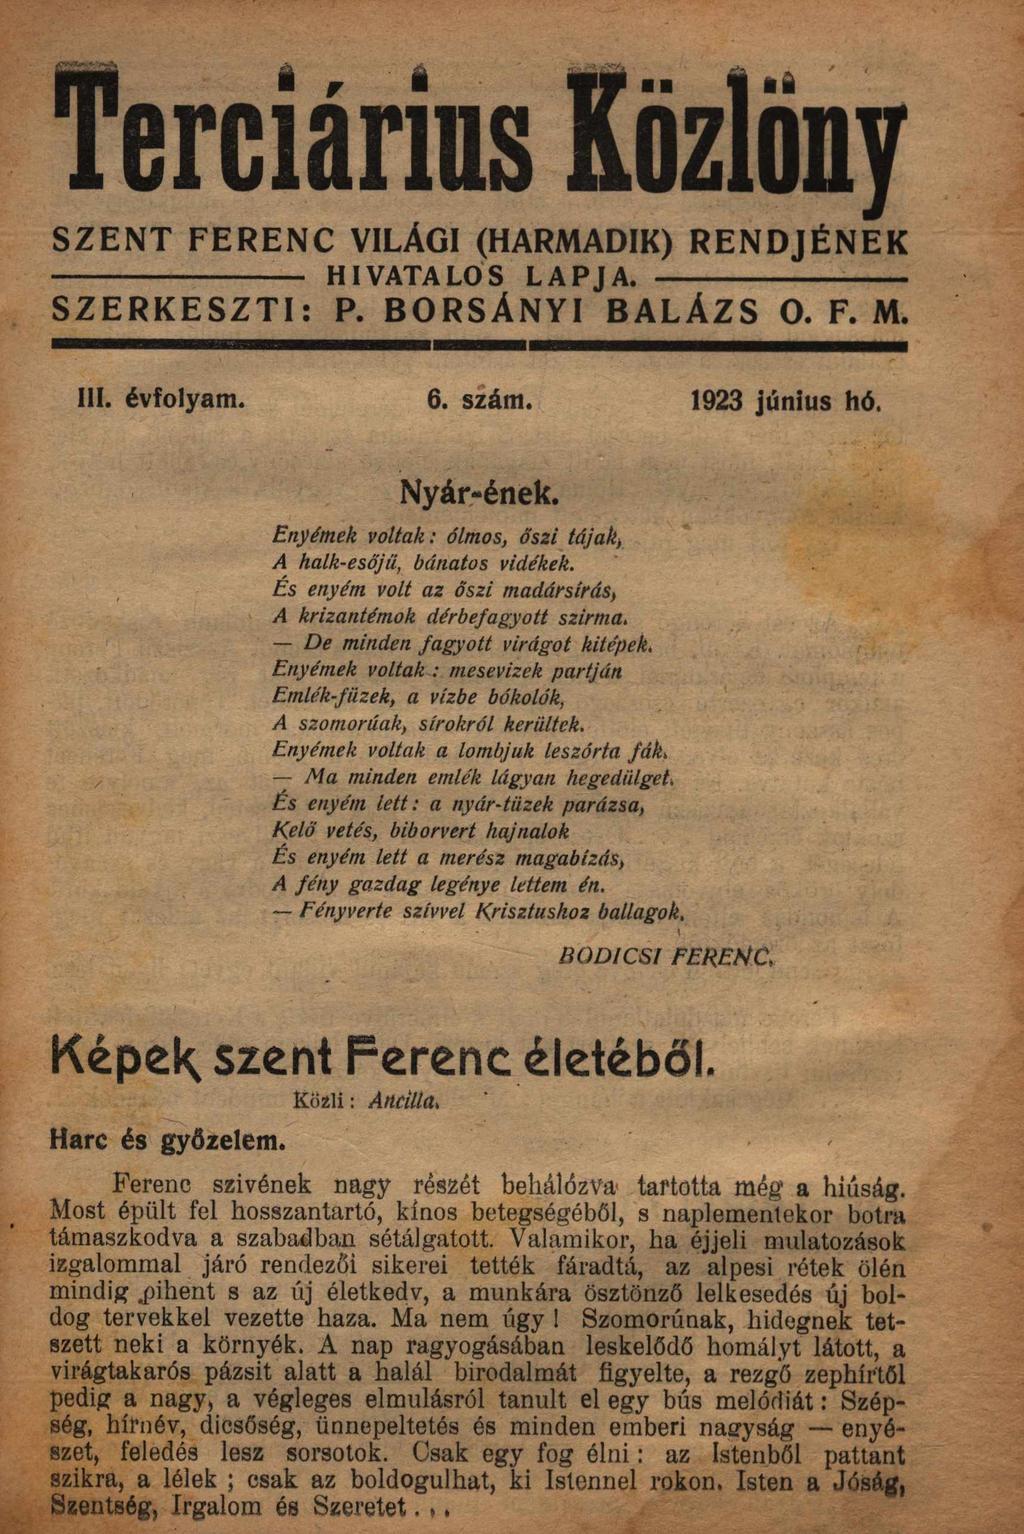 Terciárius Közlöny
SZENT FERENC VILÁGI (HARMADIK) RENDJÉNEK
HIVATALOS LAPJA.
SZERKESZTI: P. BORSÁNYI BALÁZS O. F. M.
III. évfolyam. 6. szám. 1923 június hó.
Nyár-ének.
Enyémek voltak: ólmos, őszi tájak,
A halk-esőjű, bánatos vidékek.
És enyém volt az őszi madársírás,
A krizantémok dérbefagyott szirma.
— De minden fagyott virágot kitépek.
Enyémek voltak: mesevizek partján
Emlék-füzek, a vízbe bókolók,
A szomorúak, sírokról kerültek.
Enyémek voltak a lombjuk leszórta fák.
— Ma minden emlék lágyan hegedülget.
És enyém lett: a nyár-tüzek parázsa,
Kelő vetés, biborvert hajnalok
És enyém lett a merész magabízás,
A fény gazdag legénye lettem én.
— Fényverte szívvel Krisztushoz ballagok.
BODICSI FERENC.
Képek szent Ferenc életéből.
Közli: Ancilla.
Harc és győzelem.
Ferenc szivének nagy részét behálózva tartotta még a hiúság.
Most épült fel hosszantartó, kínos betegségéből, s naplementekor botra
támaszkodva a szabadban sétálgatott. Valamikor, ha éjjeli mulatozások
izgalommal járó rendezői sikerei tették fáradtá, az alpesi rétek ölén
mindig pihent s az új életkedv, a munkára ösztönző lelkesedés új bol-
dog tervekkel vezette haza. Ma nem úgy! Szomorúnak, hidegnek tet-
szett neki a környék. A nap ragyogásában leskelődő homályt látott, a
virágtakarós pázsit alatt a halál birodalmát figyelte, a rezgő zephírtől
pedig a nagy, a végleges elmulásról tanult el egy bús melódiát: Szép-
ség, hírnév, dicsőség, ünnepeltetés és minden emberi nagyság — enyé-
szet, feledés lesz sorsotok. Csak egy fog élni: az Istenből pattant
szikra, a lélek; csak az boldogulhat, ki Istennel rokon. Isten a Jóság,
Szentség, Irgalom és Szeretet...